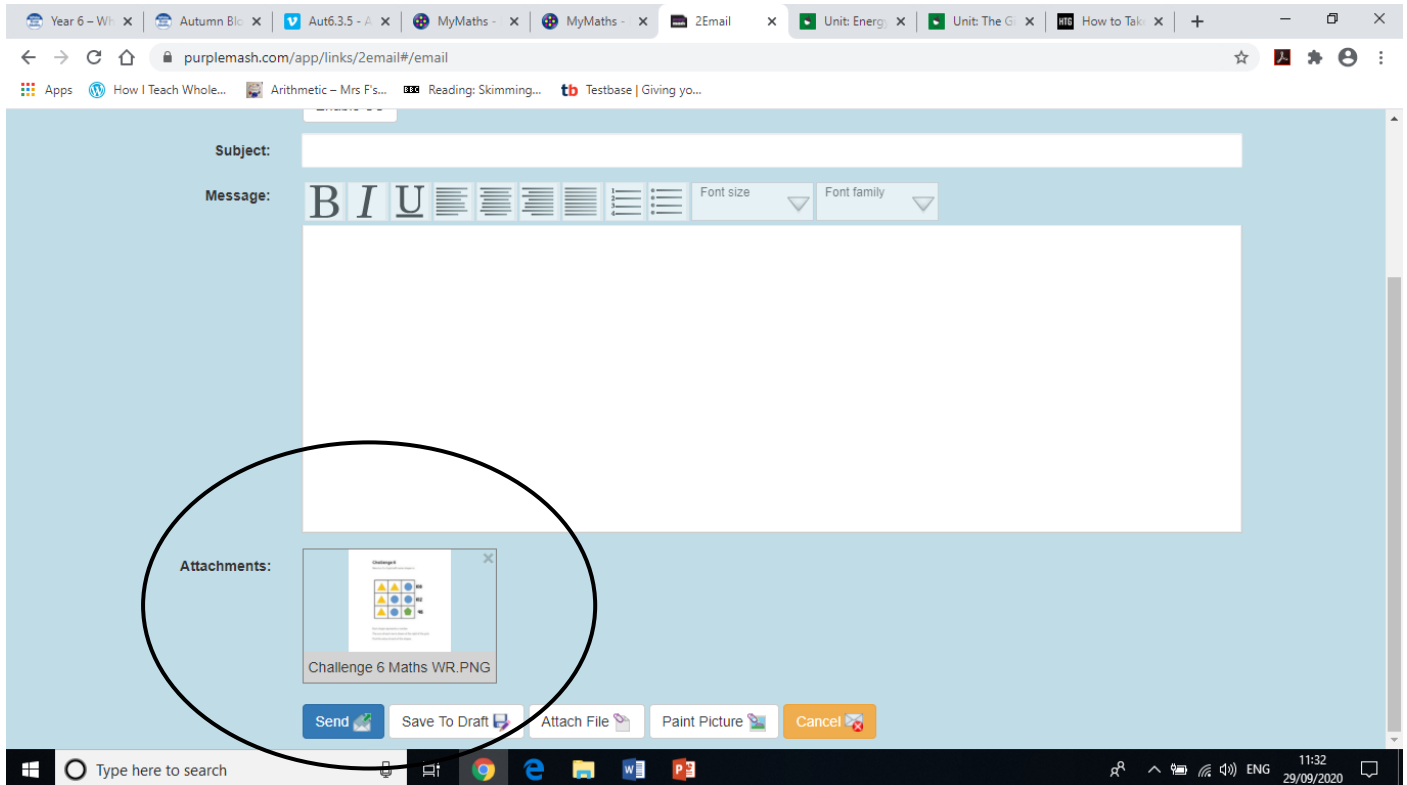 Year 6 – Wh Autumn Blo Aut6.3.5 - A MyMaths - MyMaths - 2Email Unit: Energ Unit: The Gi How to Tak
purplemash.com/app/links/2email#/email
Apps How I Teach Whole... Arithmetic – Mrs F's... BBC Reading: Skimming... tb Testbase | Giving yo...
Subject:
Message: B I U Font size Font family
Attachments:
Challenge 6
Challenge 6 Maths WR.PNG
Send Save To Draft Attach File Paint Picture Cancel
Type here to search ENG 11:32
29/09/2020